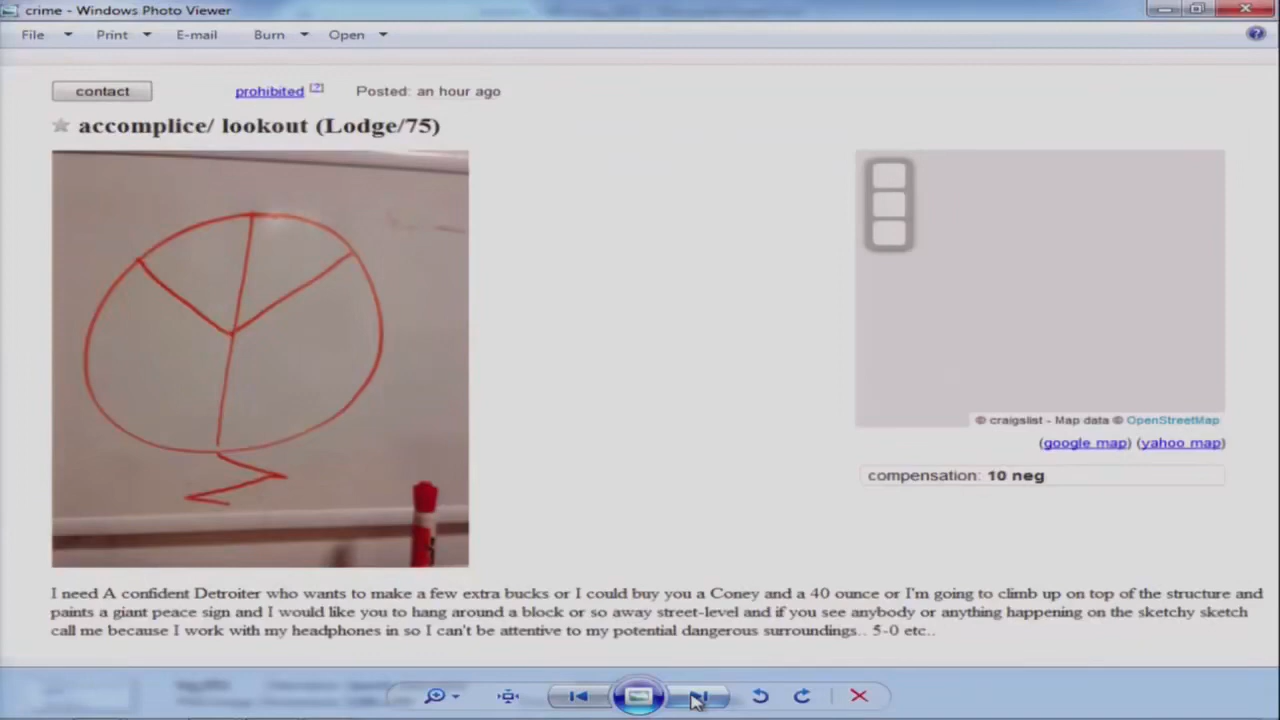 crime - Windows Photo Viewer
File Print E-mail Burn Open
contact prohibited [?] Posted: an hour ago
accomplice/ lookout (Lodge/75)
© craigslist - Map data © OpenStreetMap
(google map) (yahoo map)
compensation: 10 neg
I need A confident Detroiter who wants to make a few extra bucks or I could buy you a Coney and a 40 ounce or I'm going to climb up on top of the structure and
paints a giant peace sign and I would like you to hang around a block or so away street-level and if you see anybody or anything happening on the sketchy sketch
call me because I work with my headphones in so I can't be attentive to my potential dangerous surroundings.. 5-0 etc..